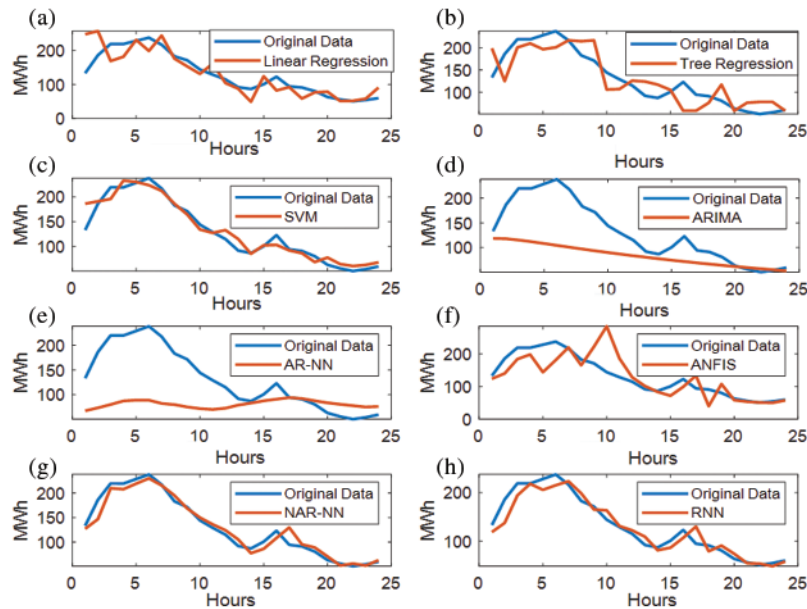 (a)
200
100
0
MWh
Original Data
Linear Regression
0 5 10 15 20 25
Hours
(b)
200
150
100
MWh
Original Data
Tree Regression
0 5 10 15 20 25
Hours
(c)
200
150
100
MWh
Original Data
SVM
0 5 10 15 20 25
Hours
(d)
200
150
100
MWh
Original Data
ARIMA
0 5 10 15 20 25
Hours
(e)
200
150
100
MWh
Original Data
AR-NN
0 5 10 15 20 25
Hours
(f)
200
100
0
MWh
Original Data
ANFIS
0 5 10 15 20 25
Hours
(g)
200
150
100
MWh
Original Data
NAR-NN
0 5 10 15 20 25
Hours
(h)
200
150
100
MWh
Original Data
RNN
0 5 10 15 20 25
Hours